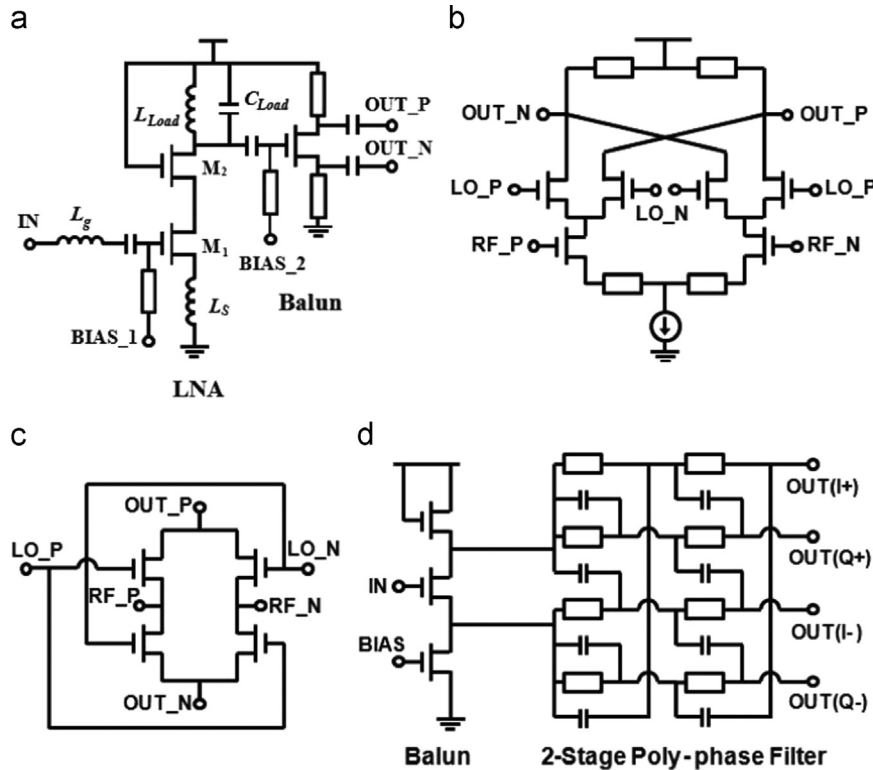 a
L_Load
C_Load
OUT_P
OUT_N
M₂
IN
L_g
M₁
BIAS_2
L_S
Balun
BIAS_1
LNA
b
OUT_N
OUT_P
LO_P
LO_N
LO_P
RF_P
RF_N
c
OUT_P
LO_P
LO_N
RF_P
RF_N
OUT_N
d
IN
BIAS
OUT(I+)
OUT(Q+)
OUT(I-)
OUT(Q-)
Balun
2-Stage Poly-phase Filter